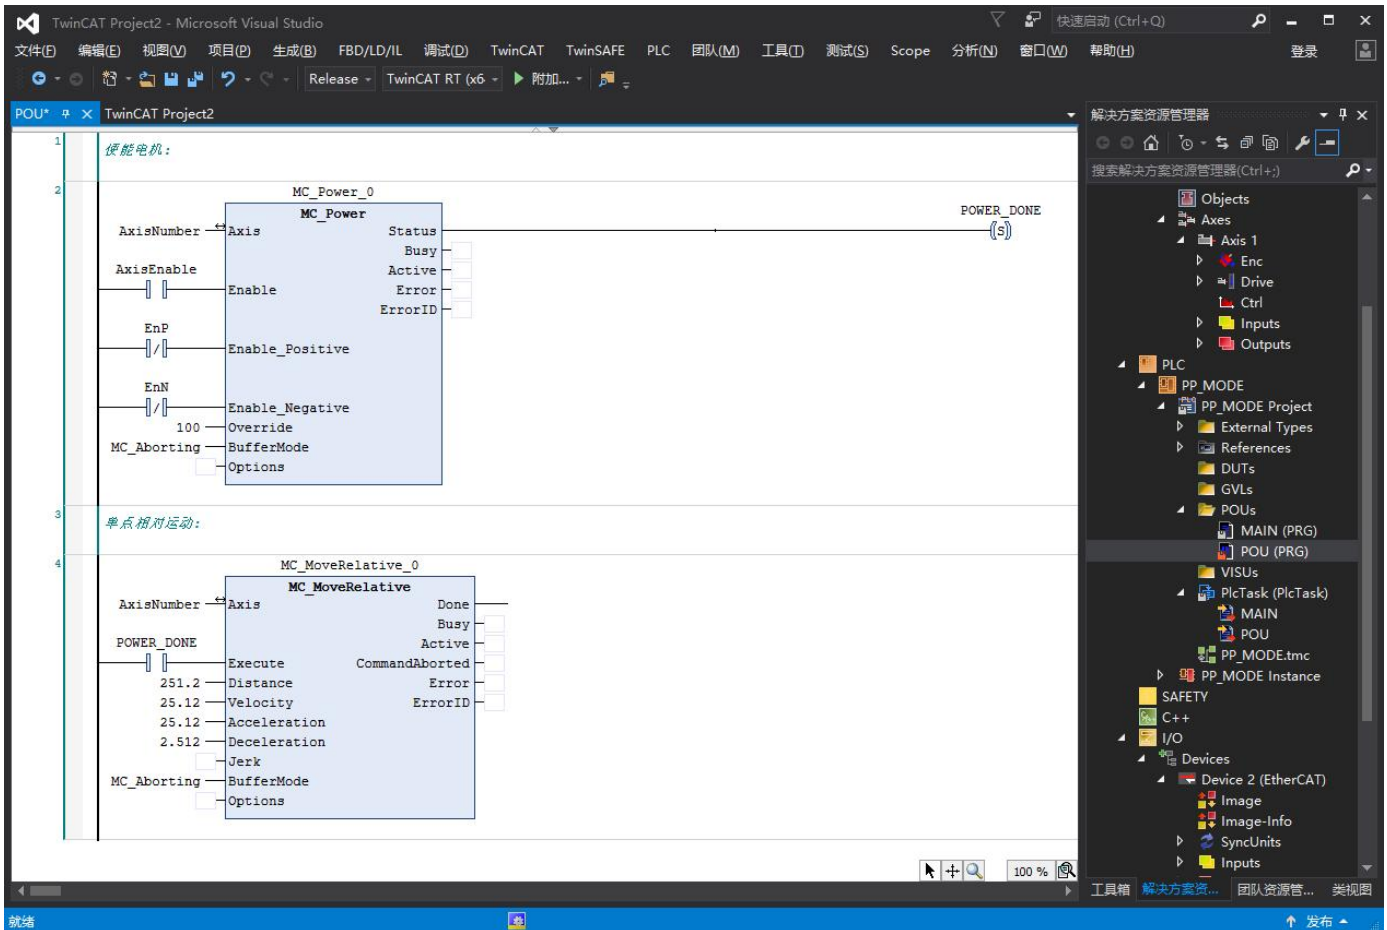 TwinCAT Project2 - Microsoft Visual Studio
快速启动 (Ctrl+Q)
文件(F) 编辑(E) 视图(V) 项目(P) 生成(B) FBD/LD/IL 调试(D) TwinCAT TwinSAFE PLC 团队(M) 工具(T) 测试(S) Scope 分析(N) 窗口(W) 帮助(H) 登录
Release TwinCAT RT (x6 附加...
POU* TwinCAT Project2
1
使能电机:
2
MC_Power_0
MC_Power
POWER_DONE
AxisNumber Axis Status (S)
Busy
AxisEnable Active
Enable Error
ErrorID
EnP
Enable_Positive
EnN
Enable_Negative
100 Override
MC_Aborting BufferMode
Options
3
单点相对运动:
4
MC_MoveRelative_0
MC_MoveRelative
AxisNumber Axis Done
Busy
POWER_DONE Active
Execute CommandAborted
251.2 Distance Error
25.12 Velocity ErrorID
25.12 Acceleration
2.512 Deceleration
Jerk
MC_Aborting BufferMode
Options
100 %
解决方案资源管理器
搜索解决方案资源管理器(Ctrl+;)
Objects
Axes
Axis 1
Enc
Drive
Ctrl
Inputs
Outputs
PLC
PP_MODE
PP_MODE Project
External Types
References
DUTs
GVLs
POUs
MAIN (PRG)
POU (PRG)
VISUs
PlcTask (PlcTask)
MAIN
POU
PP_MODE.tmc
PP_MODE Instance
SAFETY
C++
I/O
Devices
Device 2 (EtherCAT)
Image
Image-Info
SyncUnits
Inputs
工具箱 解决方案资... 团队资源管... 类视图
就绪
发布